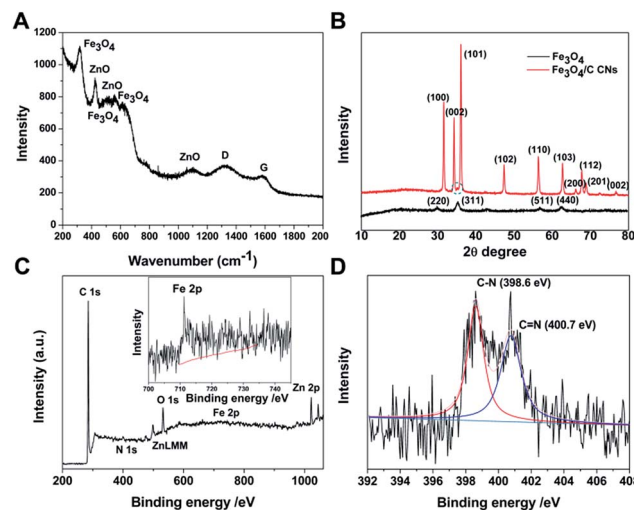 A
Intensity
1200
1000
800
600
400
200
0
Fe3O4
ZnO
ZnO
Fe3O4
Fe3O4
ZnO
D
G
200 400 600 800 1000 1200 1400 1600 1800 2000
Wavenumber (cm-1)
B
Intensity
Fe3O4
Fe3O4/C CNs
(101)
(100)
(002)
(102)
(110)
(103)
(112)
(200)
(201)
(002)
(220)
(311)
(511)
(440)
10 20 30 40 50 60 70 80
2θ degree
C
Intensity (a.u.)
C 1s
N 1s
ZnLMM
O 1s
Fe 2p
Zn 2p
Fe 2p
Intensity
700 710 720 730 740
Binding energy /eV
200 400 600 800 1000
Binding energy /eV
D
Intensity
C-N (398.6 eV)
C=N (400.7 eV)
392 394 396 398 400 402 404 406 408
Binding energy /eV